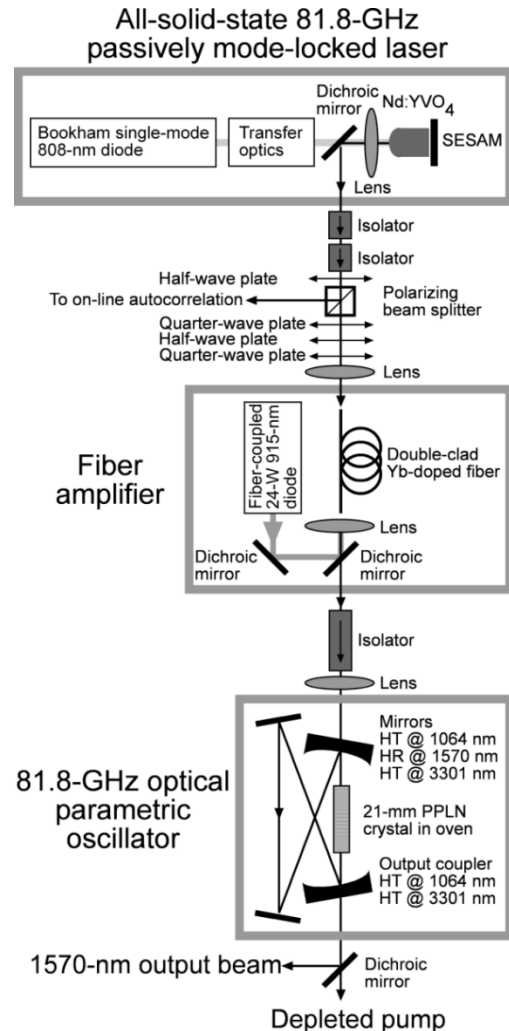 All-solid-state 81.8-GHz
passively mode-locked laser
Dichroic
mirror
Nd:YVO4
Bookham single-mode
808-nm diode
Transfer
optics
SESAM
Lens
Isolator
Isolator
Half-wave plate
To on-line autocorrelation
Polarizing
beam splitter
Quarter-wave plate
Half-wave plate
Quarter-wave plate
Lens
Fiber
amplifier
Fiber-coupled
24-W 915-nm
diode
Double-clad
Yb-doped fiber
Lens
Dichroic
mirror
Dichroic
mirror
Isolator
Lens
81.8-GHz optical
parametric
oscillator
Mirrors
HT @ 1064 nm
HR @ 1570 nm
HT @ 3301 nm
21-mm PPLN
crystal in oven
Output coupler
HT @ 1064 nm
HT @ 3301 nm
1570-nm output beam
Dichroic
mirror
Depleted pump